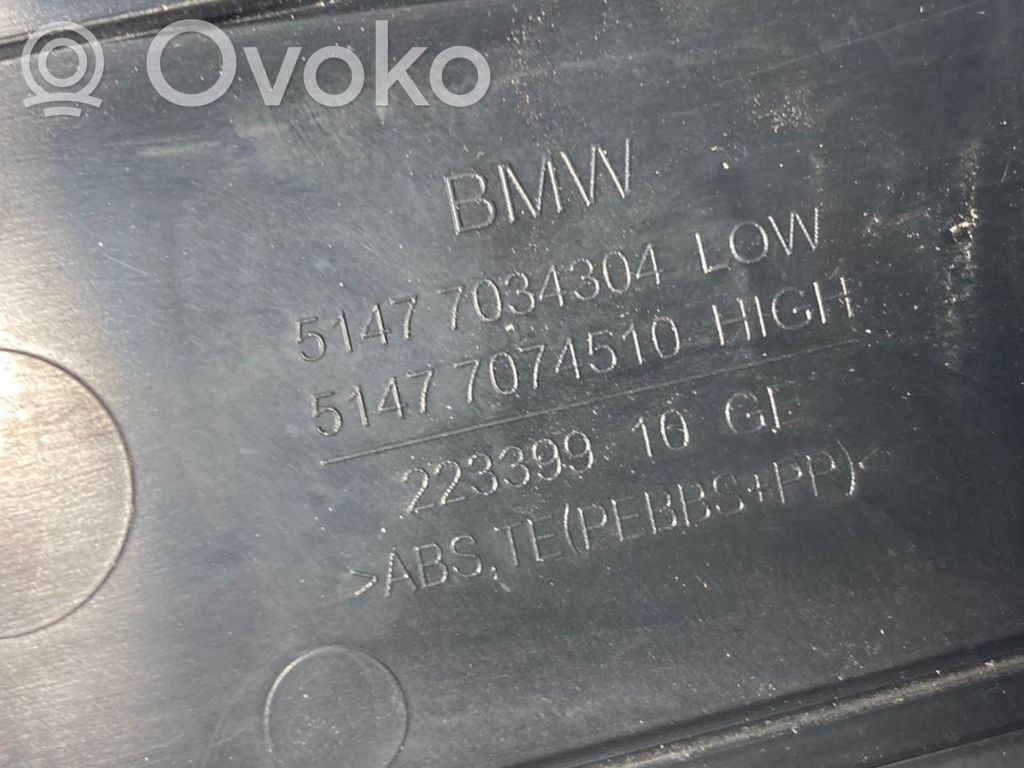 Ovoko
BMW
5147 7034304 LOW
5147 7074510 HIGH
223399 10 GE
>ABS,TE(PEBBS+PP)<